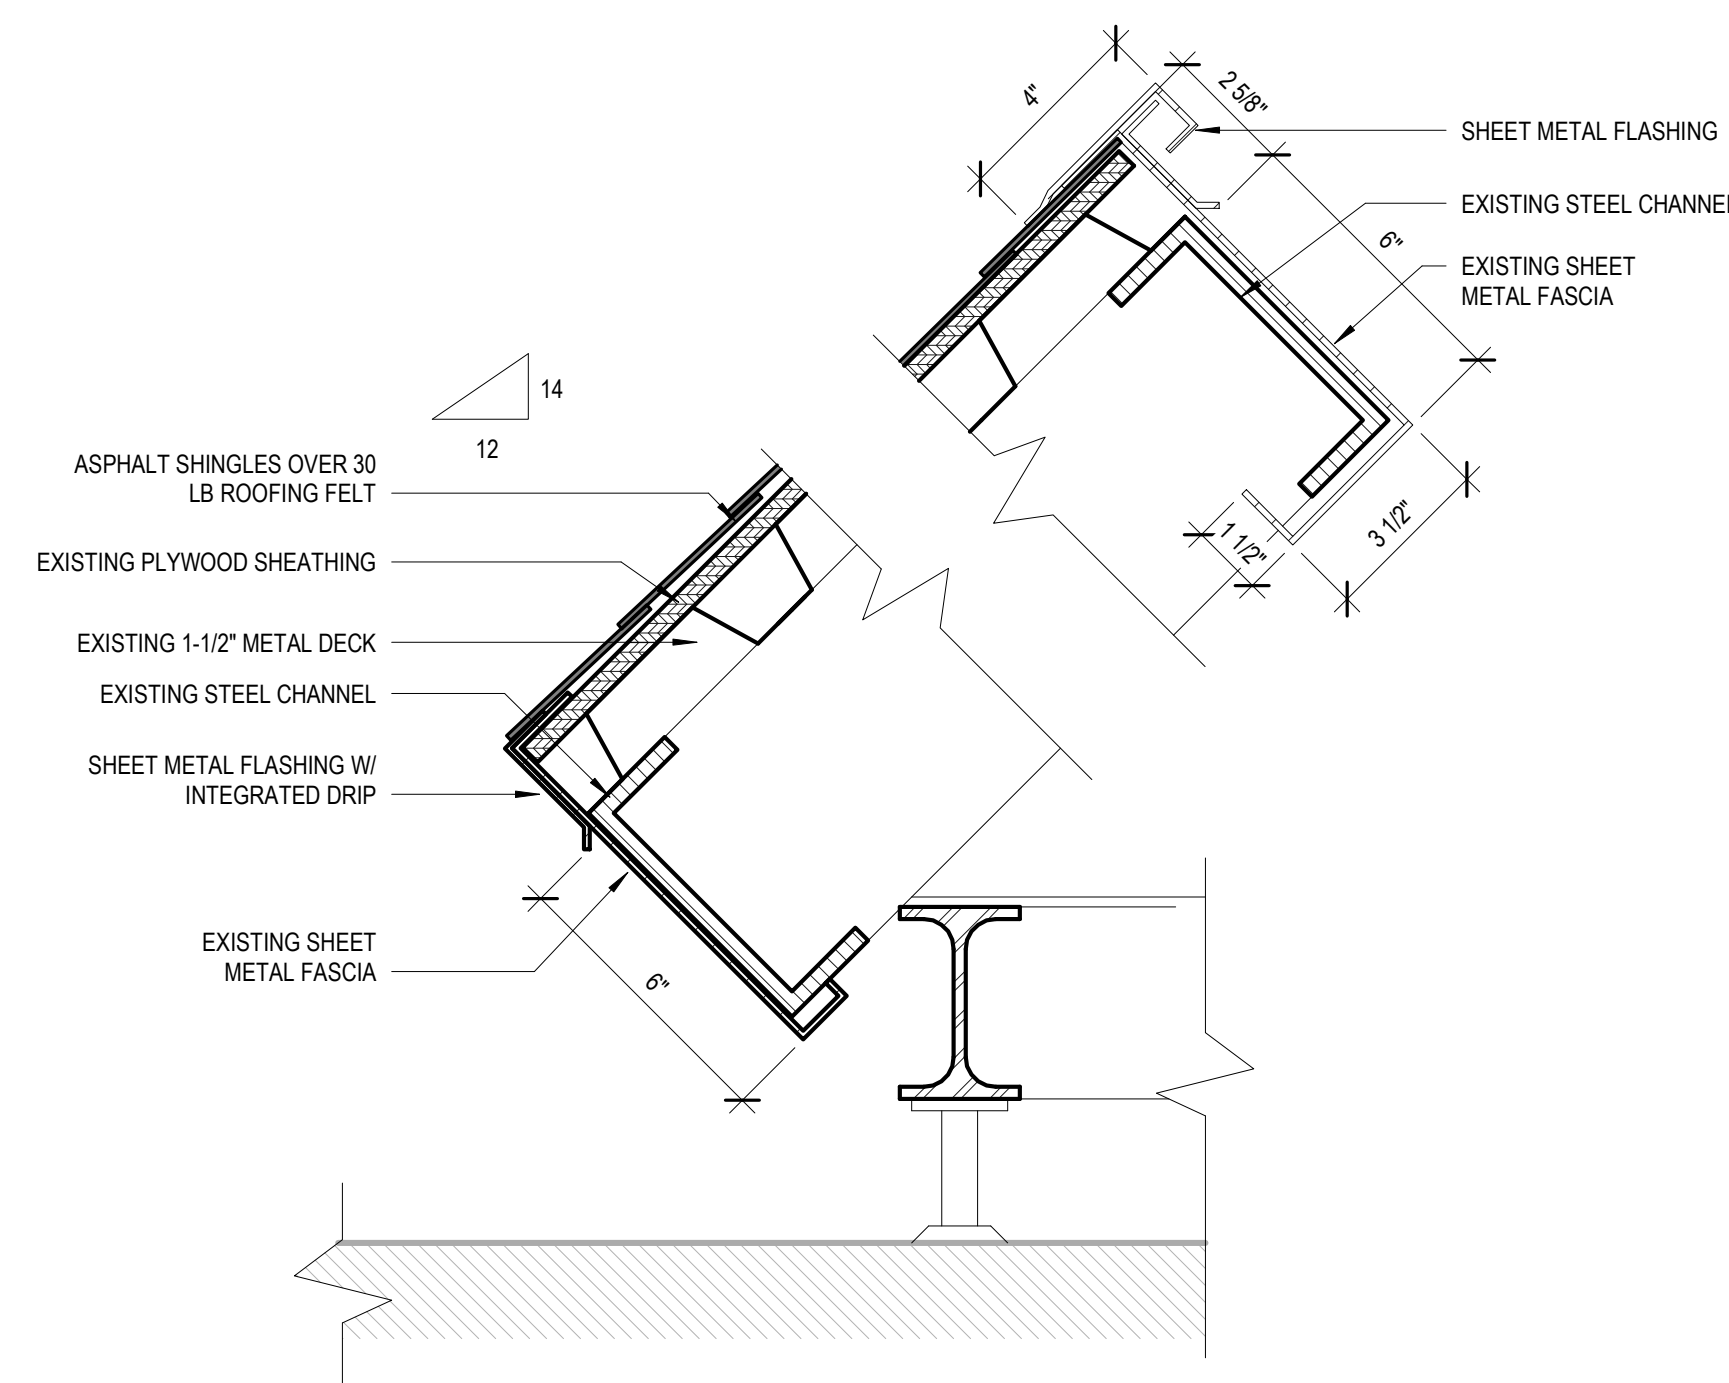 4"
2 5/8"
SHEET METAL FLASHING
EXISTING STEEL CHANNEL
6"
EXISTING SHEET
METAL FASCIA
14
12
ASPHALT SHINGLES OVER 30
LB ROOFING FELT
3 1/2"
1 1/2"
EXISTING PLYWOOD SHEATHING
EXISTING 1-1/2" METAL DECK
EXISTING STEEL CHANNEL
SHEET METAL FLASHING W/
INTEGRATED DRIP
EXISTING SHEET
METAL FASCIA
6"